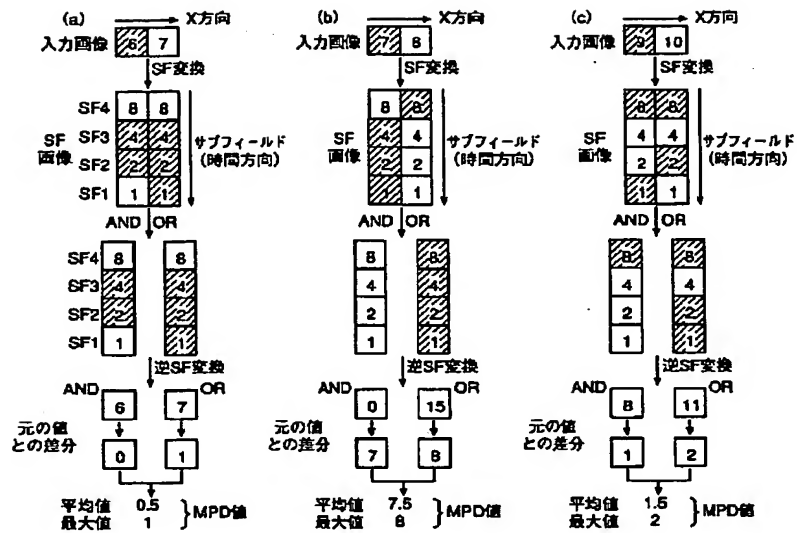 (a) X方向
入力画像 6 7
SF変換
SF4 8 8
SF3 4 4
SF2 2 2
SF1 1 1
SF画像
サブフィールド
(時間方向)
AND OR
SF4 8 8
SF3 4 4
SF2 2 2
SF1 1 1
逆SF変換
AND OR
6 7
元の値
との差分
0 1
平均値 0.5
最大値 1
MPD値
(b) X方向
入力画像 7 8
SF変換
8 8
4 4
2 2
1 1
SF画像
サブフィールド
(時間方向)
AND OR
8 8
4 4
2 2
1 1
逆SF変換
AND OR
0 15
元の値
との差分
7 8
平均値 7.5
最大値 8
MPD値
(c) X方向
入力画像 9 10
SF変換
8 8
4 4
2 2
1 1
SF画像
サブフィールド
(時間方向)
AND OR
8 8
4 4
2 2
1 1
逆SF変換
AND OR
8 11
元の値
との差分
1 2
平均値 1.5
最大値 2
MPD値